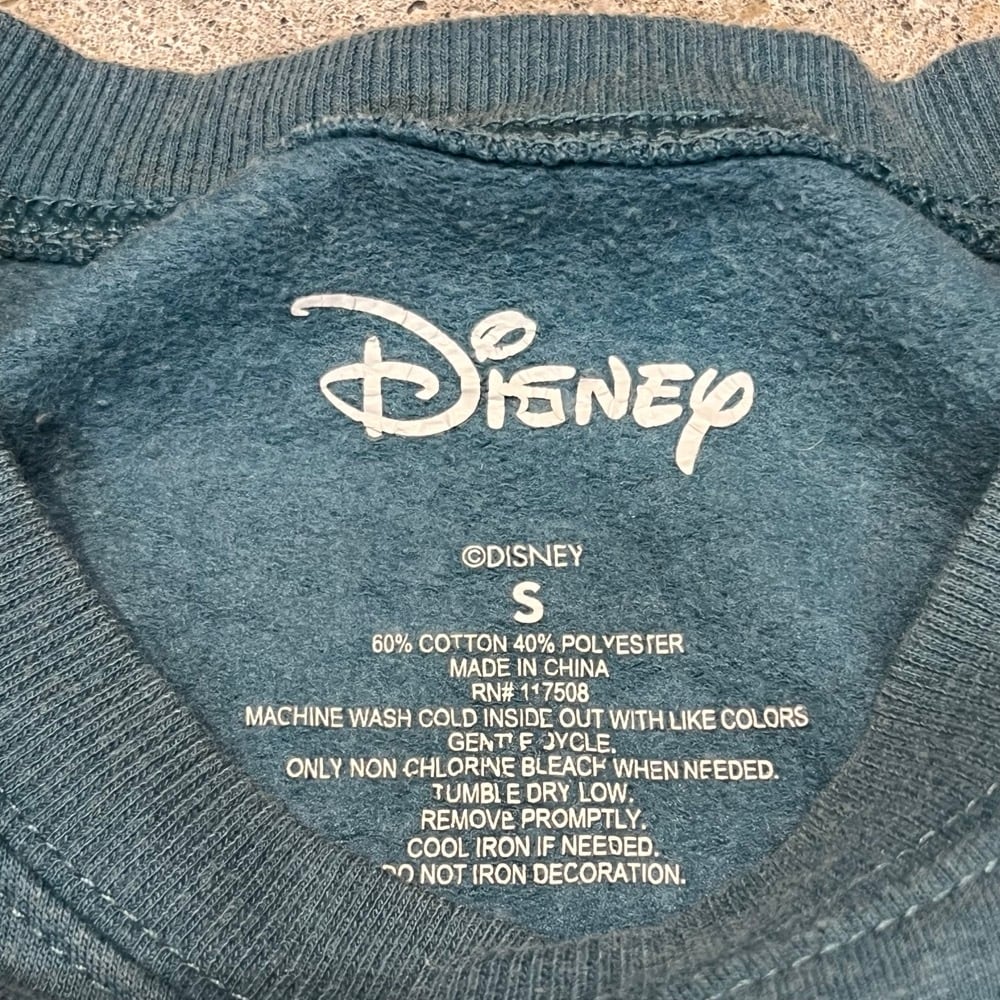 Disney
©DISNEY
S
60% COTTON 40% POLYESTER
MADE IN CHINA
RN# 117508
MACHINE WASH COLD INSIDE OUT WITH LIKE COLORS
GENTLE CYCLE.
ONLY NON CHLORINE BLEACH WHEN NEEDED.
TUMBLE DRY LOW.
REMOVE PROMPTLY.
COOL IRON IF NEEDED.
DO NOT IRON DECORATION.